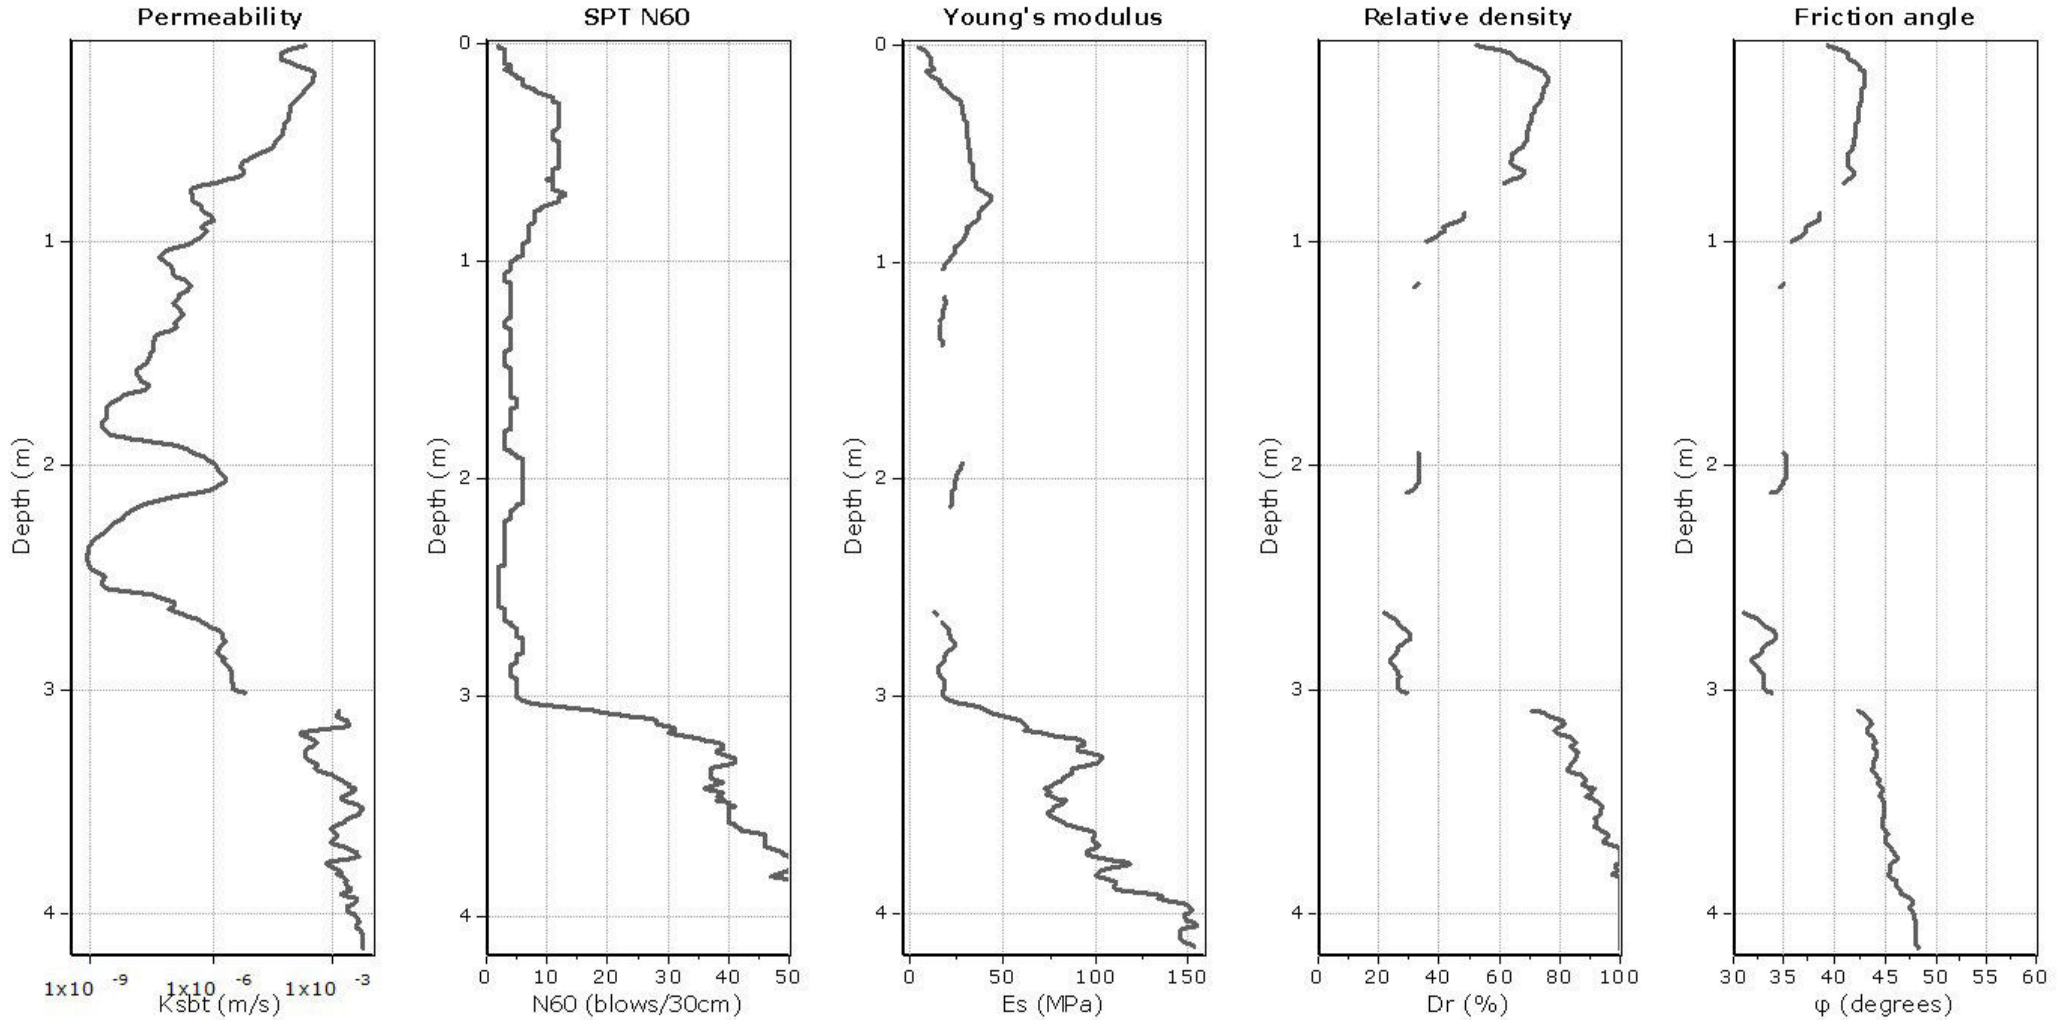 Permeability
Depth (m)
1
2
3
4
1x10 -9 1x10 -6 1x10 -3
Ksbt (m/s)
SPT N60
Depth (m)
0
1
2
3
4
0 10 20 30 40 50
N60 (blows/30cm)
Young's modulus
Depth (m)
0
1
2
3
4
0 50 100 150
Es (MPa)
Relative density
Depth (m)
1
2
3
4
0 20 40 60 80 100
Dr (%)
Friction angle
Depth (m)
1
2
3
4
30 35 40 45 50 55 60
φ (degrees)